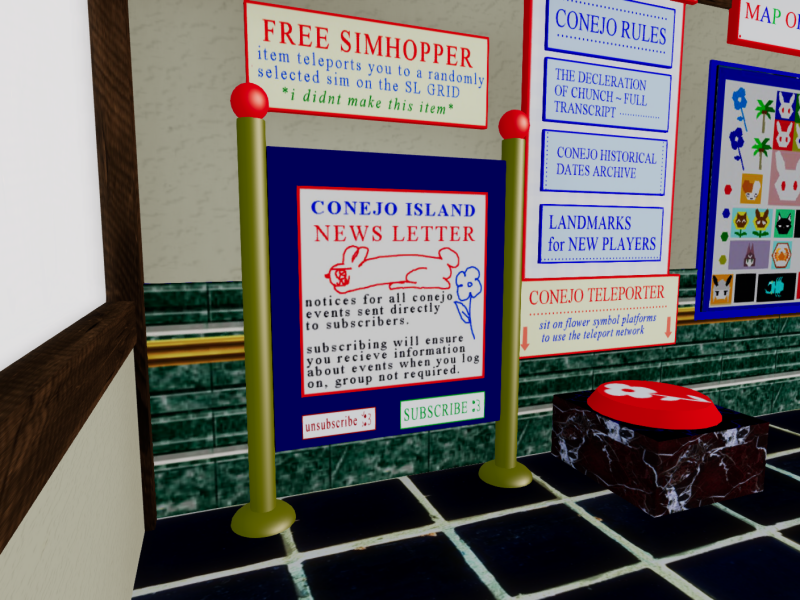 FREE SIMHOPPER
item teleports you to a randomly
selected sim on the SL GRID
*i didnt make this item*
CONEJO ISLAND
NEWS LETTER
notices for all conejo
events sent directly
to subscribers.
subscribing will ensure
you recieve information
about events when you log
on, group not required.
unsubscribe :3
SUBSCRIBE :3
CONEJO RULES
THE DECLERATION
OF CHUNCH ~ FULL
TRANSCRIPT
CONEJO HISTORICAL
DATES ARCHIVE
LANDMARKS
for NEW PLAYERS
CONEJO TELEPORTER
sit on flower symbol platforms
to use the teleport network
MAP